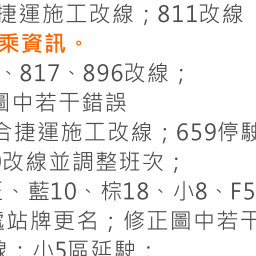 捷運施工改線；811改線
乘資訊。
、817、896改線；
圖中若干錯誤
合捷運施工改線；659停駛
改線並調整班次；
、藍10、棕18、小8、F5
站牌更名；修正圖中若干
線；小5區延駛；